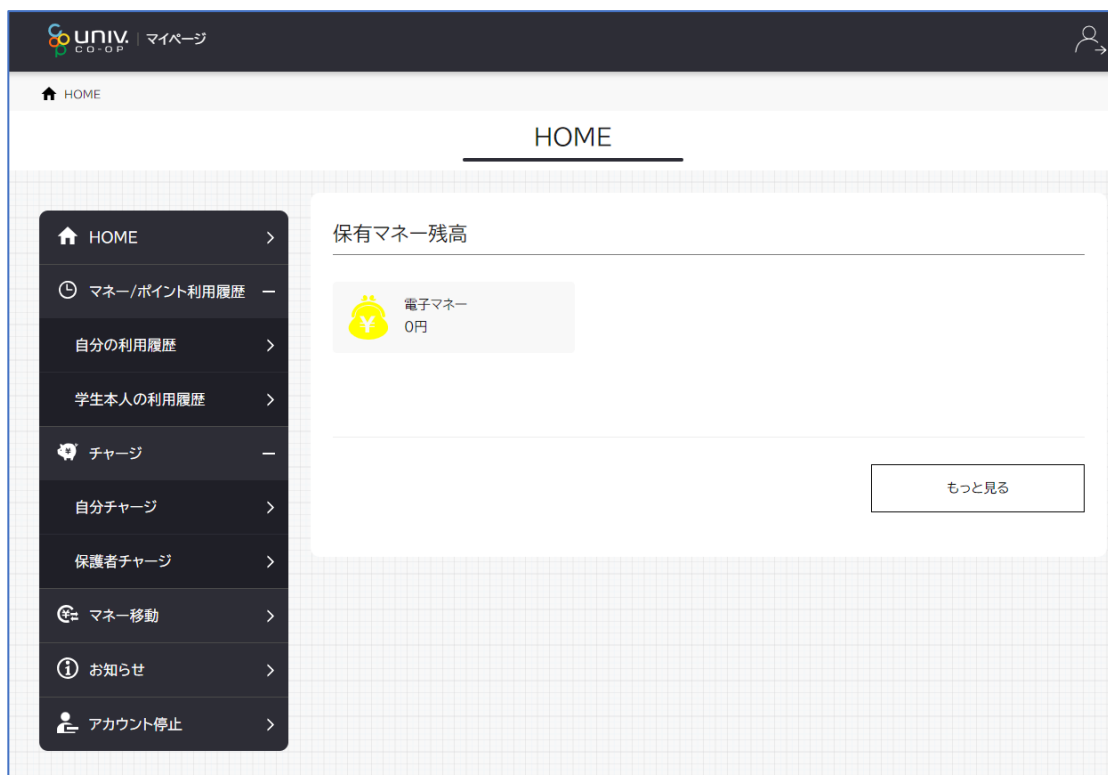 UNIV. CO-OP | マイページ
HOME
HOME
HOME
マネー/ポイント利用履歴
自分の利用履歴
学生本人の利用履歴
チャージ
自分チャージ
保護者チャージ
マネー移動
お知らせ
アカウント停止
保有マネー残高
電子マネー
0円
もっと見る